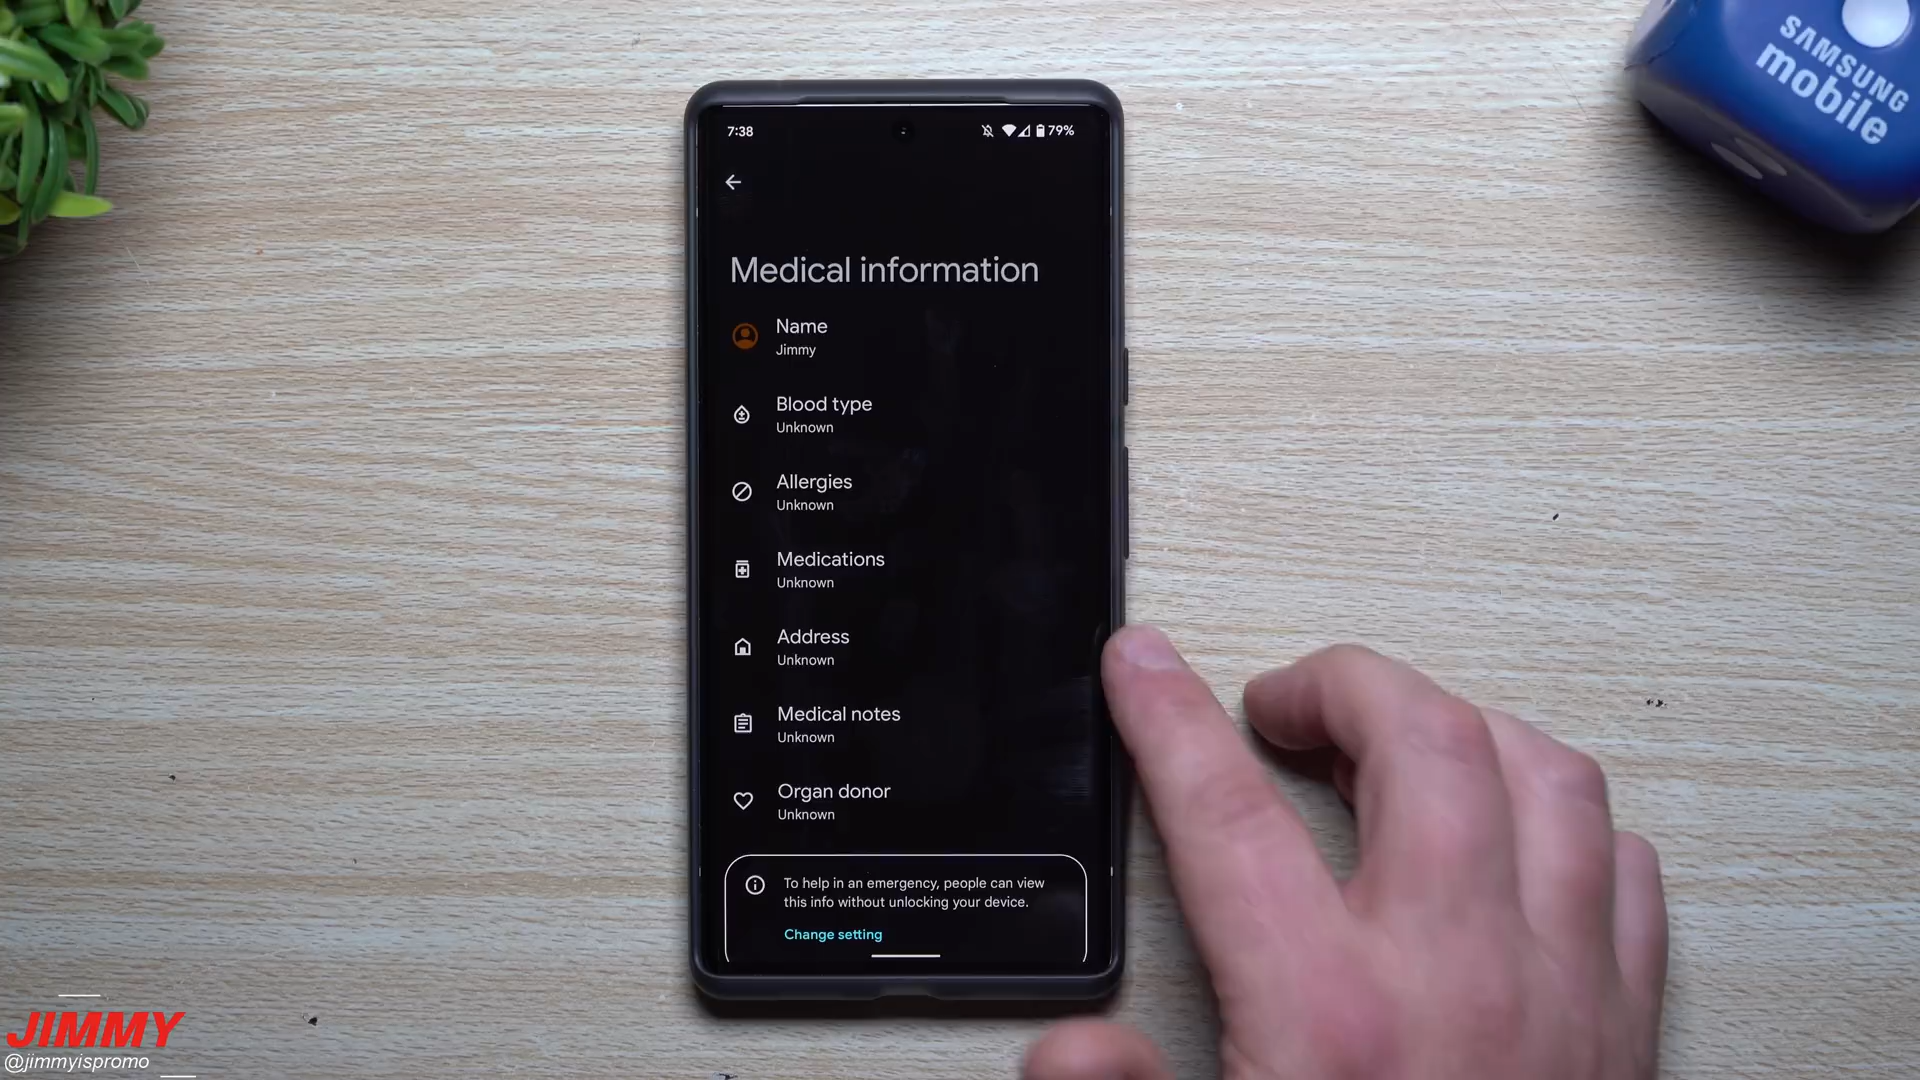 SAMSUNG
mobile
7:38
79%
Medical information
Name
Jimmy
Blood type
Unknown
Allergies
Unknown
Medications
Unknown
Address
Unknown
Medical notes
Unknown
Organ donor
Unknown
To help in an emergency, people can view
this info without unlocking your device.
Change setting
JIMMY
@jimmyispromo